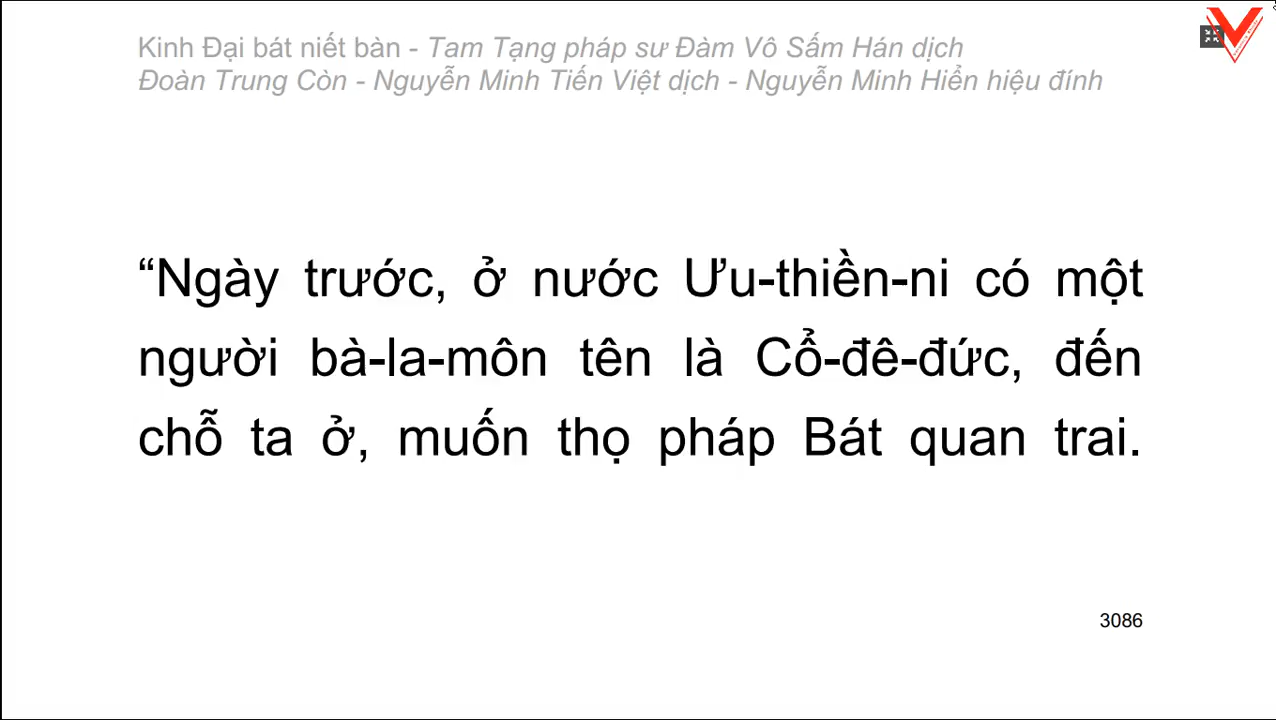 Kinh Đại bát niết bàn - Tam Tạng pháp sư Đàm Vô Sấm Hán dịch
Đoàn Trung Còn - Nguyễn Minh Tiến Việt dịch - Nguyễn Minh Hiển hiệu đính
“Ngày trước, ở nước Ưu-thiền-ni có một
người bà-la-môn tên là Cổ-đê-đức, đến
chỗ ta ở, muốn thọ pháp Bát quan trai.
3086